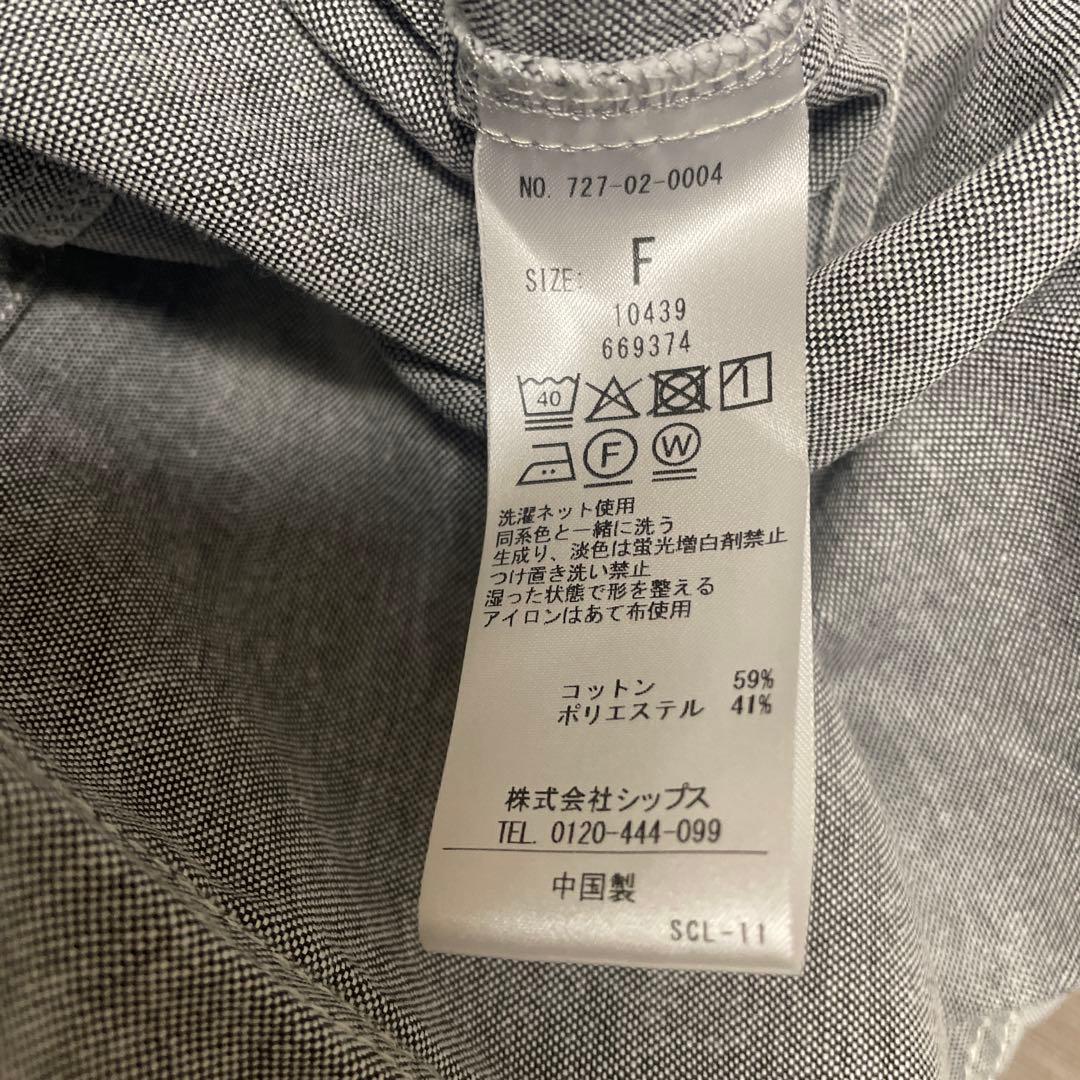 NO. 727-02-0004
SIZE: F
10439
669374
40
F W
洗濯ネット使用
同系色と一緒に洗う
生成り、淡色は蛍光増白剤禁止
つけ置き洗い禁止
湿った状態で形を整える
アイロンはあて布使用
コットン 59%
ポリエステル 41%
株式会社シップス
TEL. 0120-444-099
中国製
SCL-11